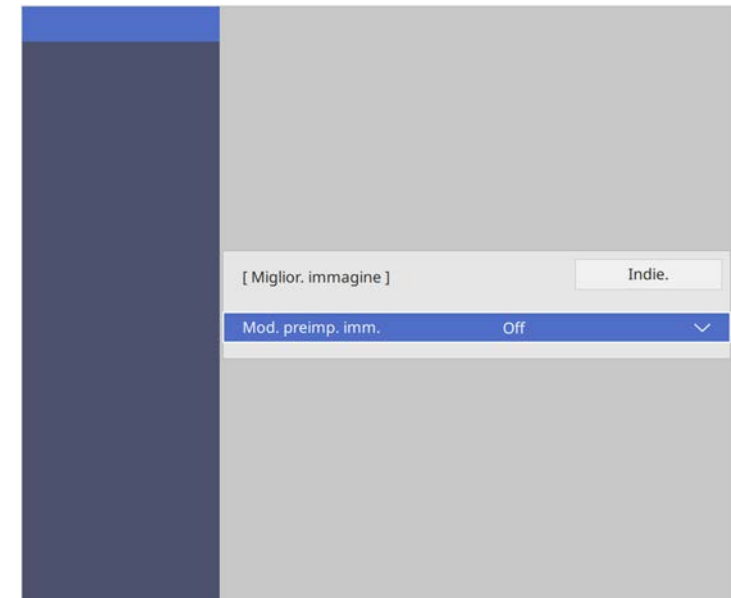 [ Miglior. immagine ] Indie.
Mod. preimp. imm. Off